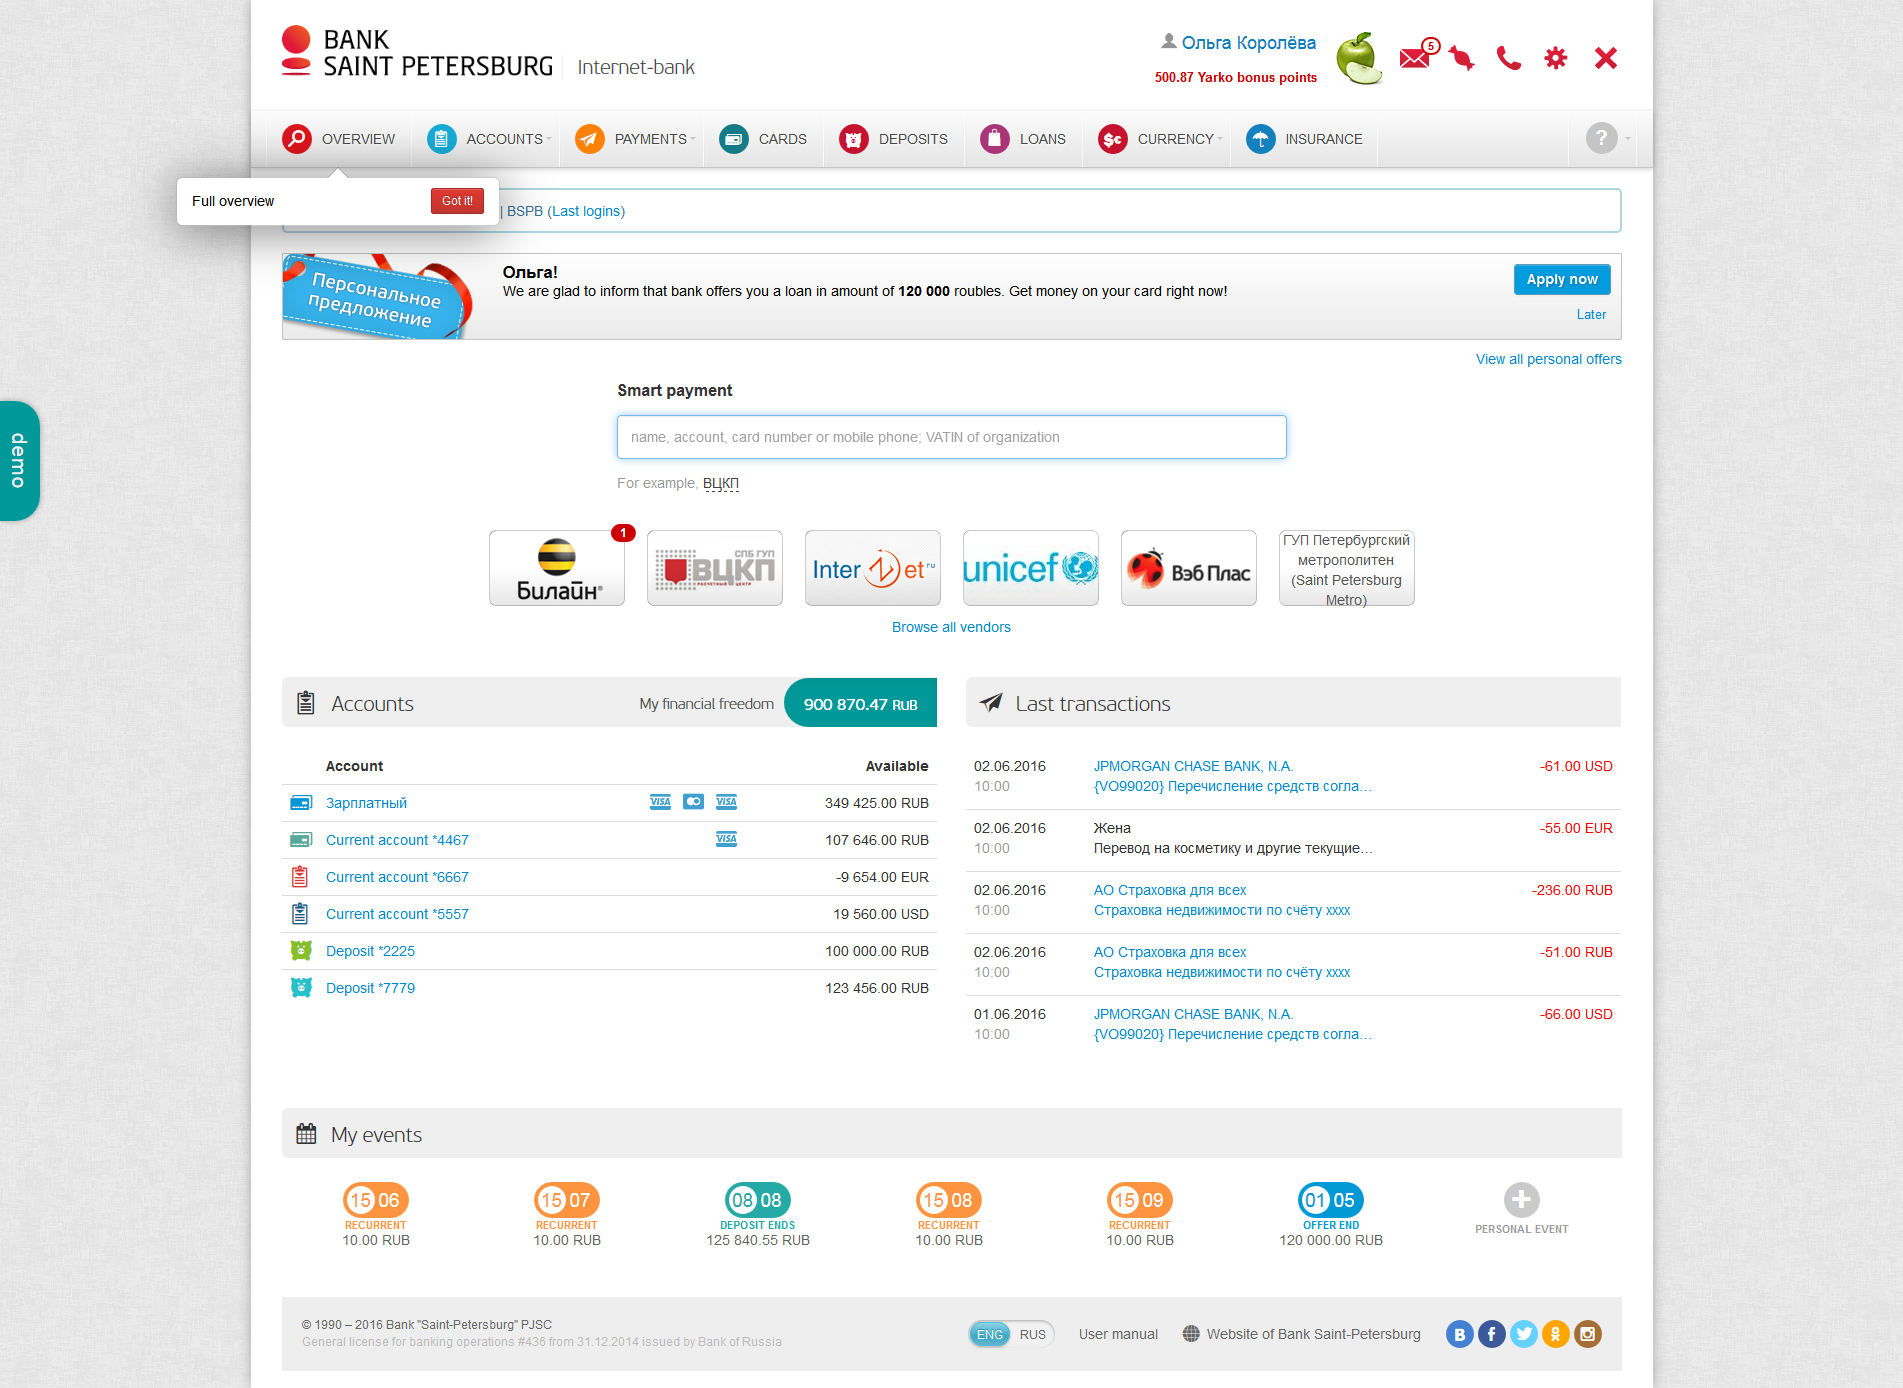 BANK
SAINT PETERSBURG
Internet-bank
Ольга Королёва
500.87 Yarko bonus points
5
OVERVIEW
ACCOUNTS
PAYMENTS
CARDS
DEPOSITS
LOANS
CURRENCY
INSURANCE
?
Full overview
Got it!
| BSPB (Last logins)
Персональное
предложение
Ольга!
We are glad to inform that bank offers you a loan in amount of 120 000 roubles. Get money on your card right now!
Apply now
Later
View all personal offers
demo
Smart payment
name, account, card number or mobile phone; VATIN of organization
For example, ВЦКП
1
Билайн
СПБ ГУП
ВЦКП
РАСЧЕТНЫЙ ЦЕНТР
InterZet ru
unicef
Вэб Плас
ГУП Петербургский
метрополитен
(Saint Petersburg
Metro)
Browse all vendors
Accounts
My financial freedom
900 870.47 RUB
Account Available
Зарплатный VISA VISA 349 425.00 RUB
Current account *4467 VISA 107 646.00 RUB
Current account *6667 -9 654.00 EUR
Current account *5557 19 560.00 USD
Deposit *2225 100 000.00 RUB
Deposit *7779 123 456.00 RUB
Last transactions
02.06.2016 JPMORGAN CHASE BANK, N.A. -61.00 USD
10:00 {VO99020} Перечисление средств согла...
02.06.2016 Жена -55.00 EUR
10:00 Перевод на косметику и другие текущие...
02.06.2016 АО Страховка для всех -236.00 RUB
10:00 Страховка недвижимости по счёту xxxx
02.06.2016 АО Страховка для всех -51.00 RUB
10:00 Страховка недвижимости по счёту xxxx
01.06.2016 JPMORGAN CHASE BANK, N.A. -66.00 USD
10:00 {VO99020} Перечисление средств согла...
My events
15 06
RECURRENT
10.00 RUB
15 07
RECURRENT
10.00 RUB
08 08
DEPOSIT ENDS
125 840.55 RUB
15 08
RECURRENT
10.00 RUB
15 09
RECURRENT
10.00 RUB
01 05
OFFER END
120 000.00 RUB
PERSONAL EVENT
© 1990 – 2016 Bank "Saint-Petersburg" PJSC
General license for banking operations #436 from 31.12.2014 issued by Bank of Russia
ENG RUS
User manual
Website of Bank Saint-Petersburg